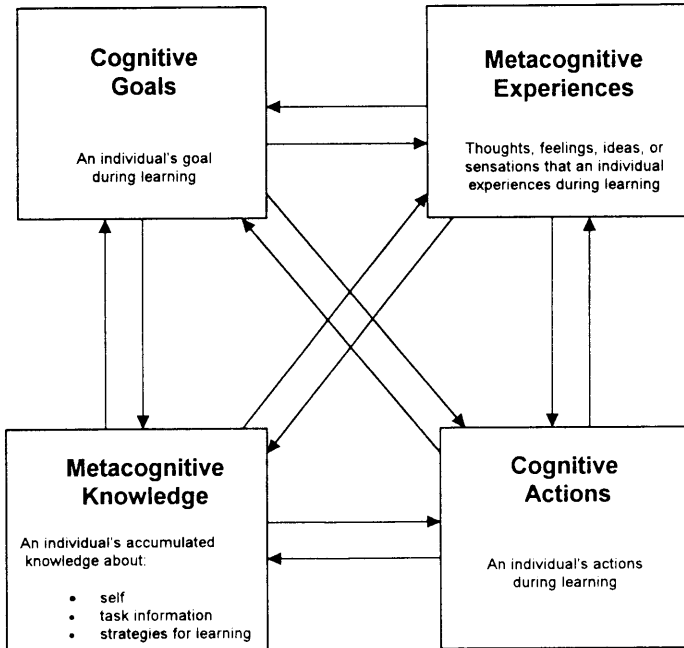 Cognitive
Goals
An individual's goal
during learning
Metacognitive
Experiences
Thoughts, feelings, ideas, or
sensations that an individual
experiences during learning
Metacognitive
Knowledge
An individual's accumulated
knowledge about:
• self
• task information
• strategies for learning
Cognitive
Actions
An individual's actions
during learning